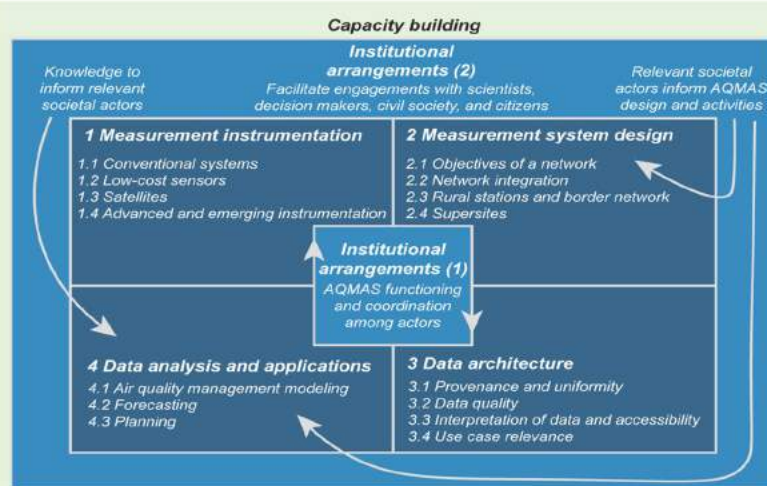 Capacity building
Institutional
arrangements (2)
Facilitate engagements with scientists,
decision makers, civil society, and citizens
Knowledge to
inform relevant
societal actors
Relevant societal
actors inform AQMAS
design and activities
1 Measurement instrumentation
1.1 Conventional systems
1.2 Low-cost sensors
1.3 Satellites
1.4 Advanced and emerging instrumentation
2 Measurement system design
2.1 Objectives of a network
2.2 Network integration
2.3 Rural stations and border network
2.4 Supersites
Institutional
arrangements (1)
AQMAS functioning
and coordination
among actors
4 Data analysis and applications
4.1 Air quality management modeling
4.2 Forecasting
4.3 Planning
3 Data architecture
3.1 Provenance and uniformity
3.2 Data quality
3.3 Interpretation of data and accessibility
3.4 Use case relevance